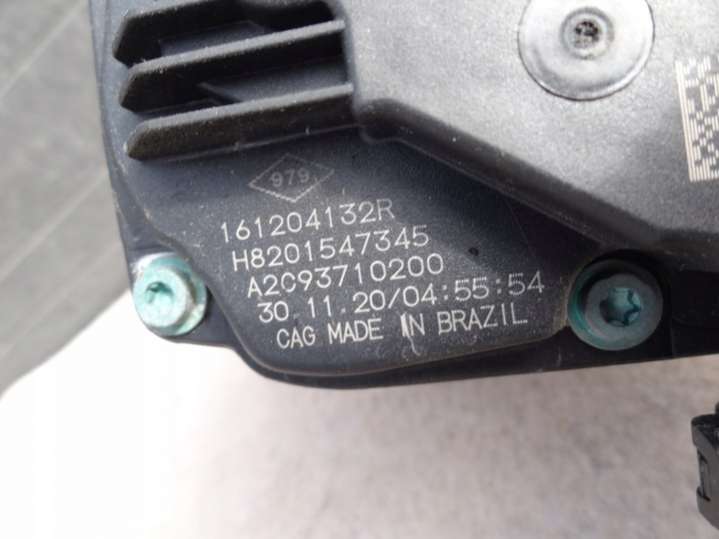 979
161204132R
H8201547345
A2C93710200
30.11.20/04:55:54
CAG MADE IN BRAZIL